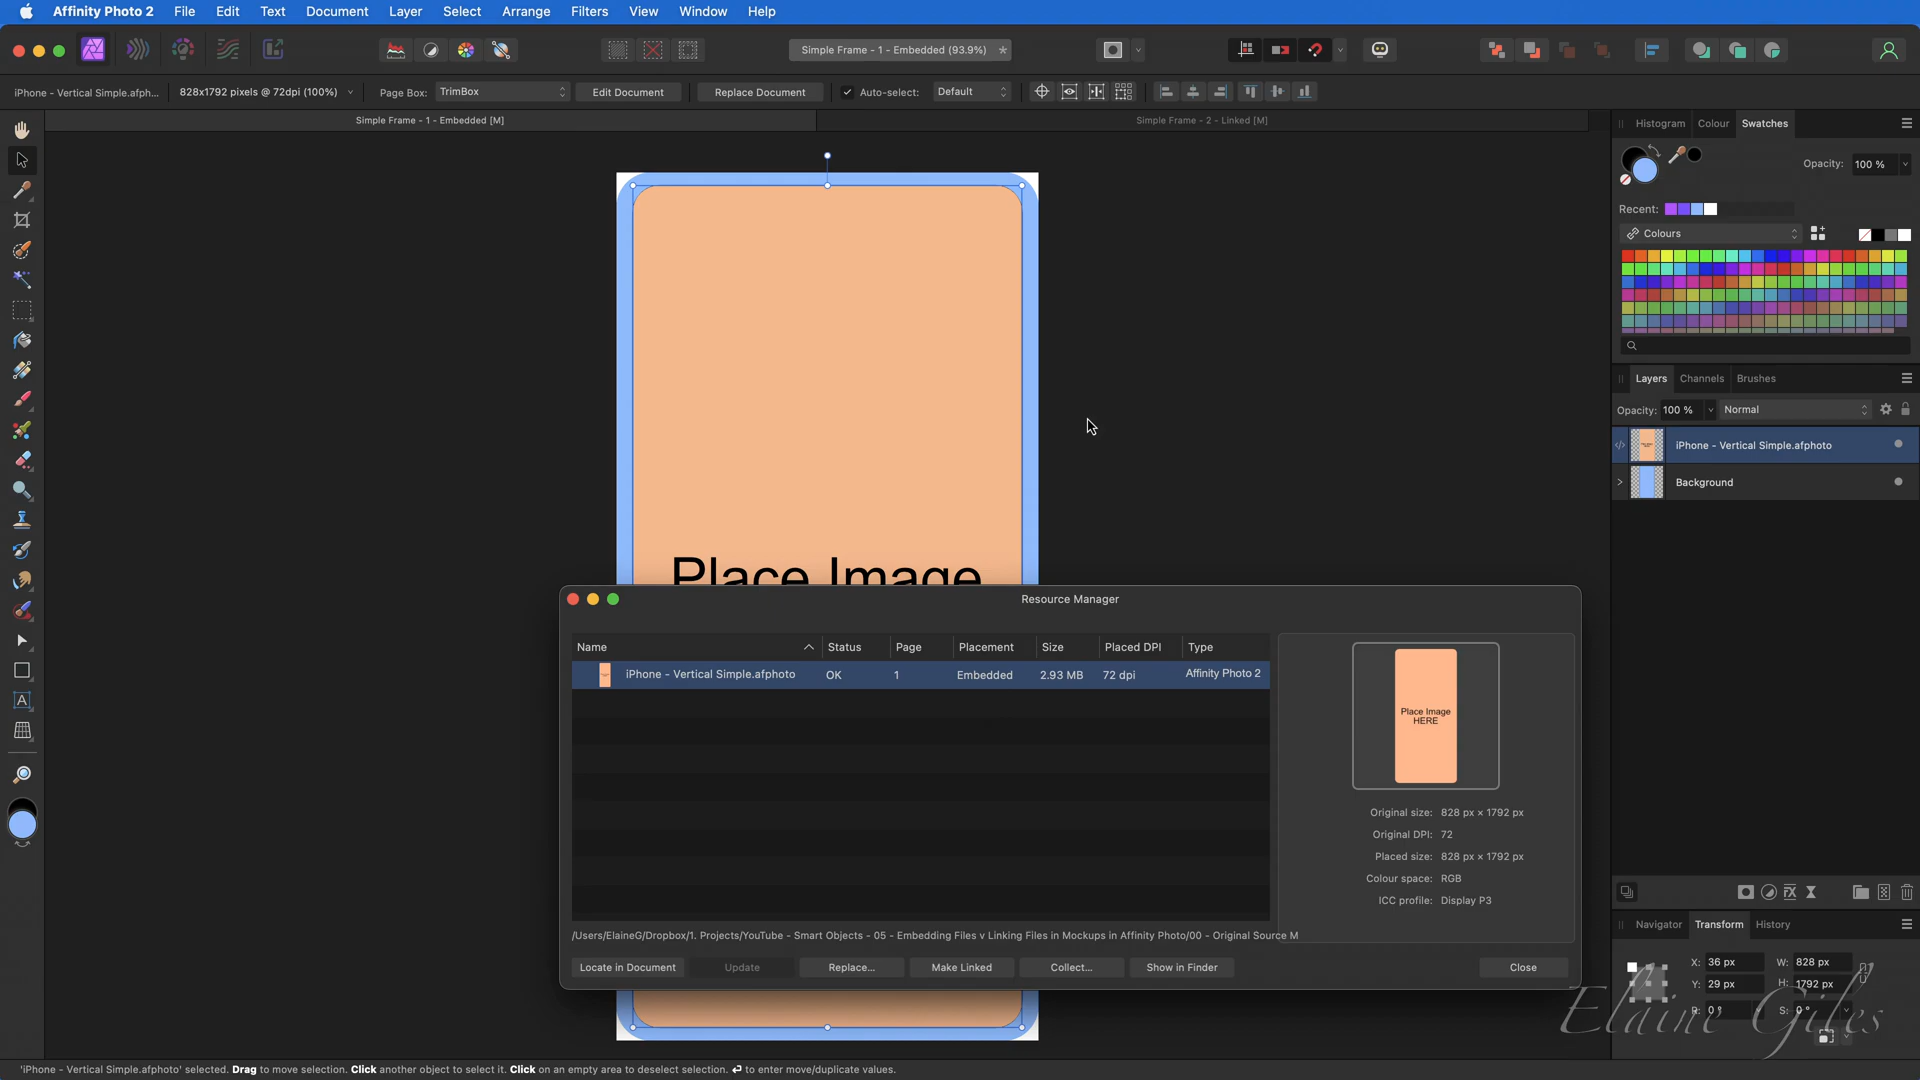 Affinity Photo 2 File Edit Text Document Layer Select Arrange Filters View Window Help
Simple Frame - 1 - Embedded (93.9%)
iPhone - Vertical Simple.afph... 828x1792 pixels @ 72dpi (100%) Page Box: TrimBox Edit Document Replace Document Auto-select: Default
Simple Frame - 1 - Embedded [M] Simple Frame - 2 - Linked [M]
Histogram Colour Swatches
Opacity: 100 %
Recent:
Colours
Layers Channels Brushes
Opacity: 100 % Normal
iPhone - Vertical Simple.afphoto
Background
Place Image
Resource Manager
Name Status Page Placement Size Placed DPI Type
iPhone - Vertical Simple.afphoto OK 1 Embedded 2.93 MB 72 dpi Affinity Photo 2
Place Image
HERE
Original size: 828 px × 1792 px
Original DPI: 72
Placed size: 828 px × 1792 px
Colour space: RGB
ICC profile: Display P3
/Users/ElaineG/Dropbox/1. Projects/YouTube - Smart Objects - 05 - Embedding Files v Linking Files in Mockups in Affinity Photo/00 - Original Source M
Locate in Document Update Replace... Make Linked Collect... Show in Finder Close
Navigator Transform History
X: 36 px W: 828 px
Y: 29 px H: 1792 px
R: 0 ° S: 0 °
Elaine Giles
'iPhone - Vertical Simple.afphoto' selected. Drag to move selection. Click another object to select it. Click on an empty area to deselect selection. ↵ to enter move/duplicate values.